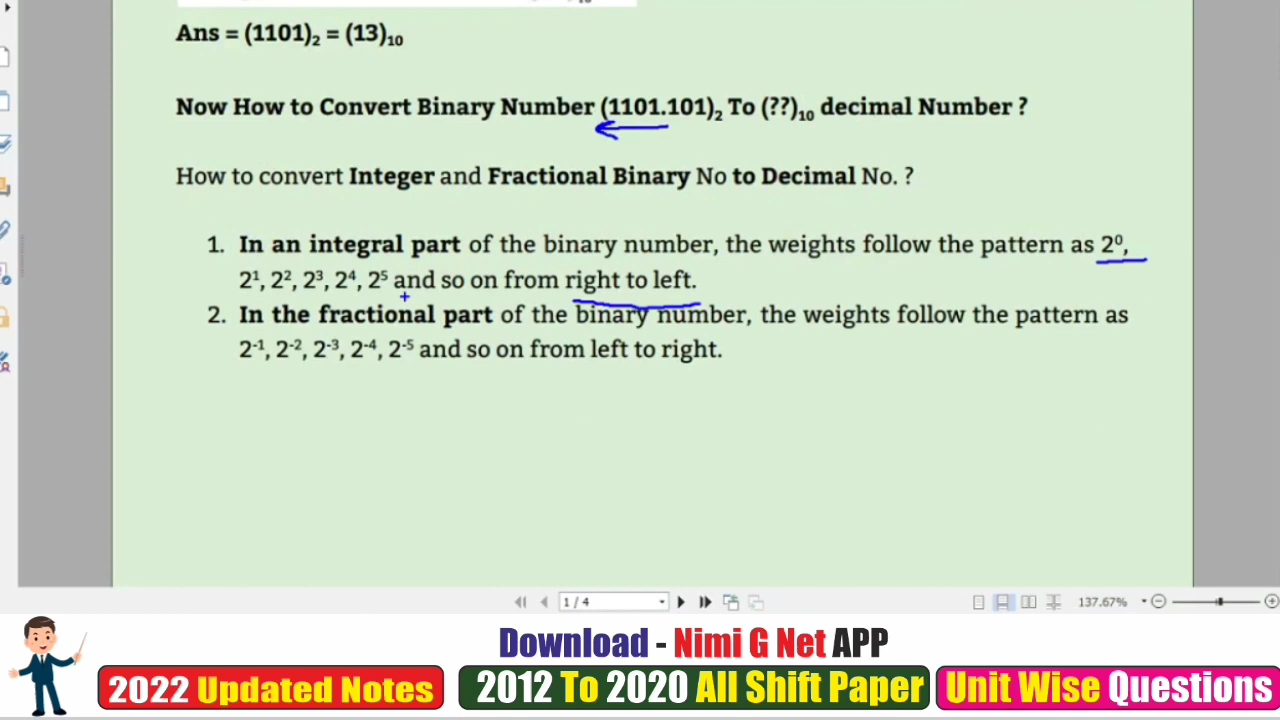 Ans = (1101)₂ = (13)₁₀
Now How to Convert Binary Number (1101.101)₂ To (??)₁₀ decimal Number ?
How to convert Integer and Fractional Binary No to Decimal No. ?
1. In an integral part of the binary number, the weights follow the pattern as 2⁰,
2¹, 2², 2³, 2⁴, 2⁵ and so on from right to left.
2. In the fractional part of the binary number, the weights follow the pattern as
2⁻¹, 2⁻², 2⁻³, 2⁻⁴, 2⁻⁵ and so on from left to right.
1 / 4
137.67%
Download - Nimi G Net APP
2022 Updated Notes
2012 To 2020 All Shift Paper
Unit Wise Questions